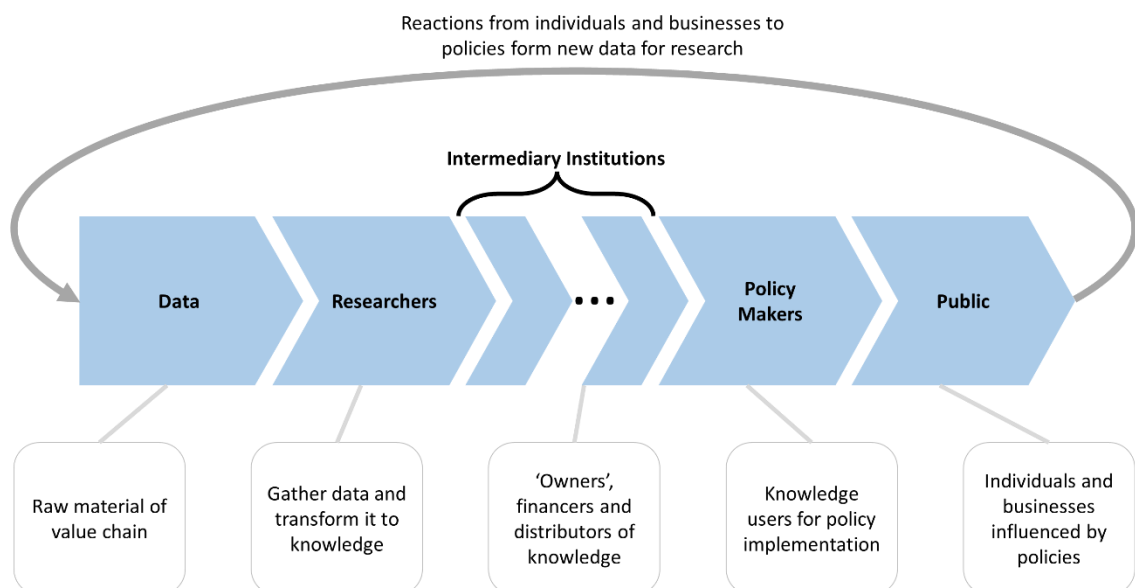 Reactions from individuals and businesses to
policies form new data for research
Intermediary Institutions
Data
Researchers
...
Policy
Makers
Public
Raw material of
value chain
Gather data and
transform it to
knowledge
‘Owners’,
financers and
distributors of
knowledge
Knowledge
users for policy
implementation
Individuals and
businesses
influenced by
policies